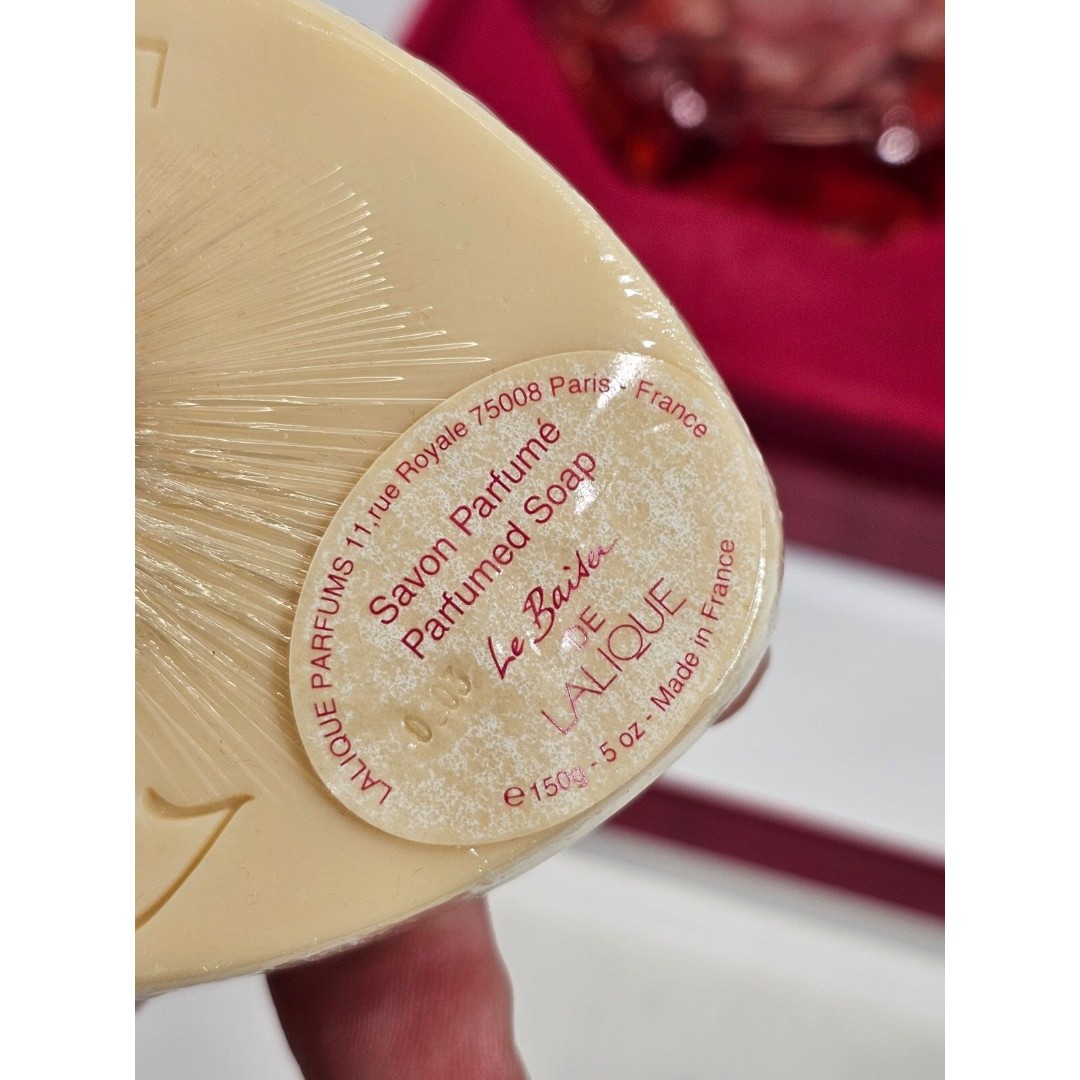 LALIQUE PARFUMS 11,rue Royale 75008 Paris - France
Savon Parfumé
Parfumed Soap
Le Baiser
DE
LALIQUE
e150g - 5 oz - Made in France